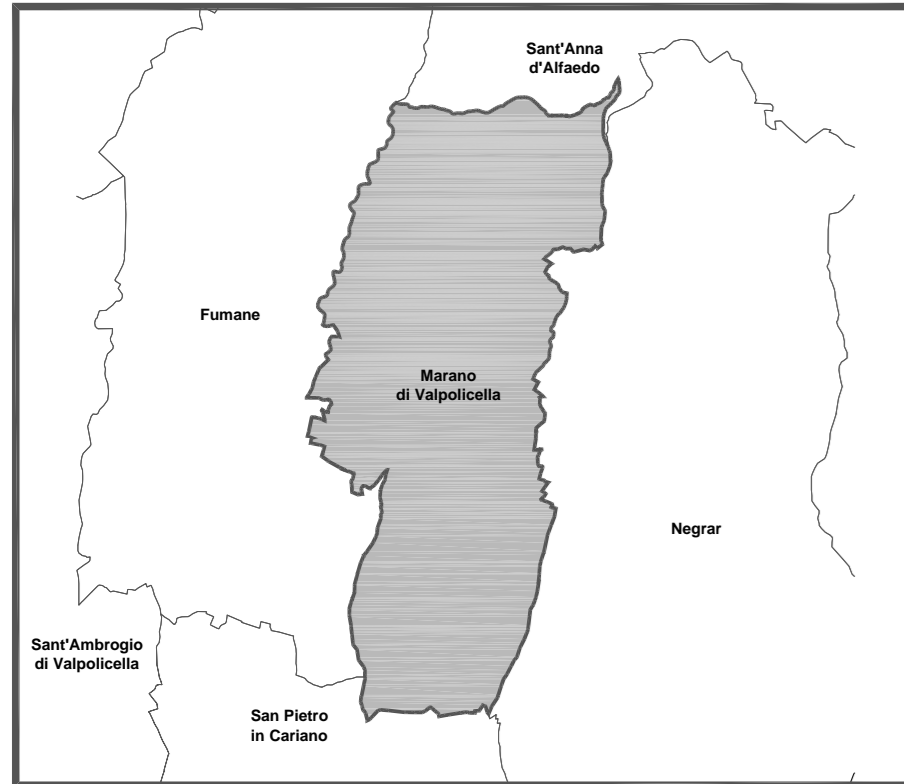 Sant'Anna
d'Alfaedo
Fumane
Marano
di Valpolicella
Negrar
Sant'Ambrogio
di Valpolicella
San Pietro
in Cariano